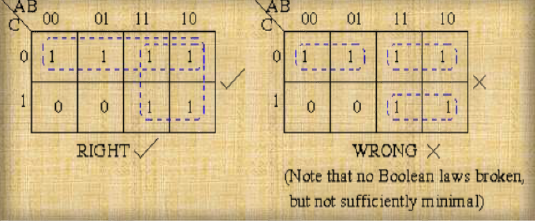 AB AB
C 00 01 11 10 C 00 01 11 10
0 1 1 1 1 0 1 1 1 1
1 0 0 1 1 1 0 0 1 1
RIGHT WRONG
(Note that no Boolean laws broken,
but not sufficiently minimal)